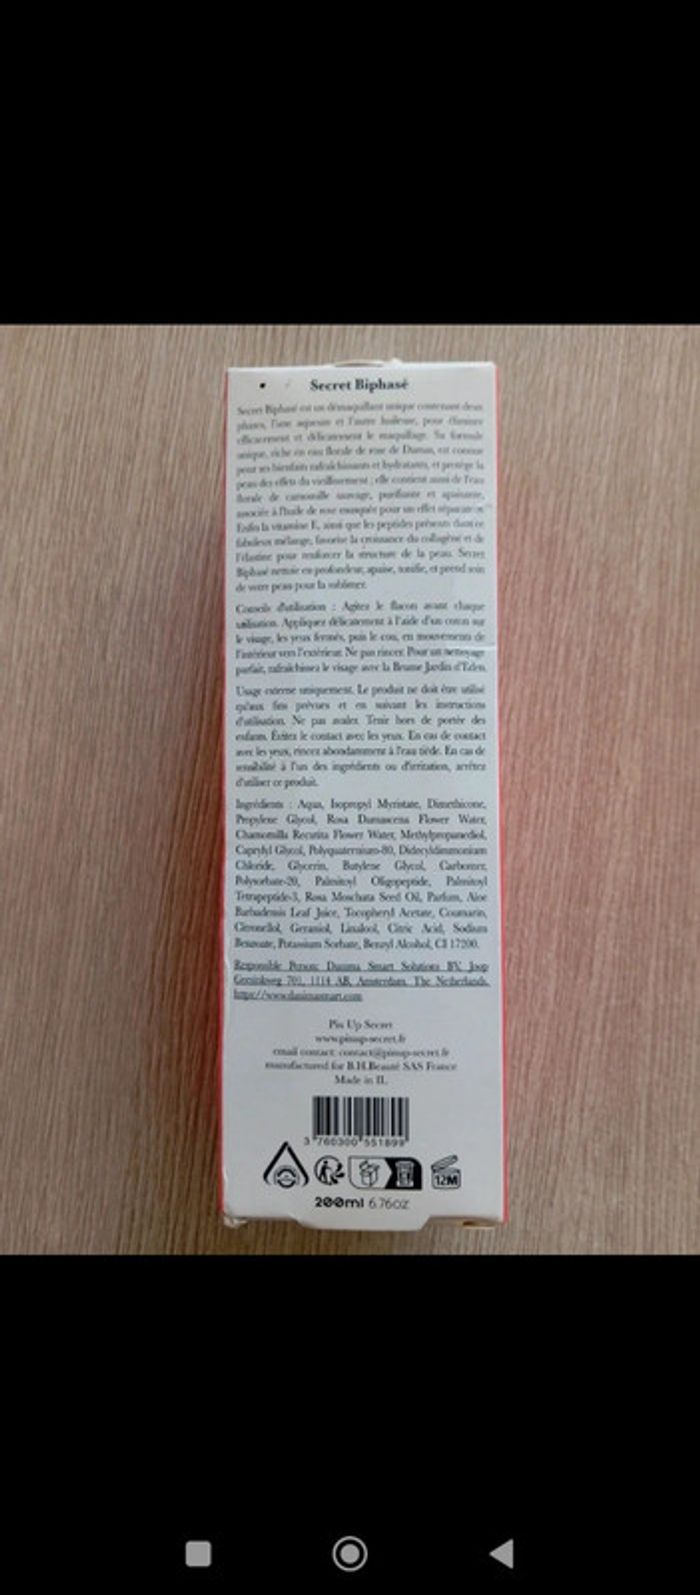 Secret Biphasé
Secret Biphasé est un démaquillant unique contenant deux
phases, l'une aqueuse et l'autre huileuse, pour éliminer
efficacement et délicatement le maquillage. Sa formule
unique, riche en eau florale de rose de Damas, est connue
pour ses bienfaits rafraîchissants et hydratants, et protège la
peau des effets du vieillissement ; elle contient aussi de l'eau
florale de camomille sauvage, purifiante et apaisante,
associée à l'huile de rose musquée pour un effet réparateur.
Enfin la vitamine E, ainsi que les peptides présents dans ce
fabuleux mélange, favorise la croissance du collagène et de
l'élastine pour renforcer la structure de la peau. Secret
Biphasé nettoie en profondeur, apaise, tonifie, et prend soin
de votre peau pour la sublimer.
Conseils d'utilisation : Agitez le flacon avant chaque
utilisation. Appliquez délicatement à l'aide d'un coton sur
le visage, les yeux fermés, puis le cou, en mouvements de
l'intérieur vers l'extérieur. Ne pas rincer. Pour un nettoyage
parfait, rafraîchissez le visage avec la Brume Jardin d'Eden.
Usage externe uniquement. Le produit ne doit être utilisé
qu'aux fins prévues et en suivant les instructions
d'utilisation. Ne pas avaler. Tenir hors de portée des
enfants. Évitez le contact avec les yeux. En cas de contact
avec les yeux, rincez abondamment à l'eau tiède. En cas de
sensibilité à l'un des ingrédients ou d'irritation, arrêtez
d'utiliser ce produit.
Ingrédients : Aqua, Isopropyl Myristate, Dimethicone,
Propylene Glycol, Rosa Damascena Flower Water,
Chamomilla Recutita Flower Water, Methylpropanediol,
Caprylyl Glycol, Polyquaternium-80, Didecyldimmonium
Chloride, Glycerin, Butylene Glycol, Carbomer,
Polysorbate-20, Palmitoyl Oligopeptide, Palmitoyl
Tetrapeptide-3, Rosa Moschata Seed Oil, Parfum, Aloe
Barbadensis Leaf Juice, Tocopheryl Acetate, Coumarin,
Citronellol, Geraniol, Linalool, Citric Acid, Sodium
Benzoate, Potassium Sorbate, Benzyl Alcohol, CI 17200.
Responsible Person: Smart Solutions BV, Joop
Geesinkweg 701, 1114 AB, Amsterdam, The Netherlands.
Pin Up Secret
www.pinup-secret.fr
email contact: contact@pinup-secret.fr
manufactured for B.H.Beauté SAS France
Made in IL
3 760300 551899
12M
200ml 6.76oz